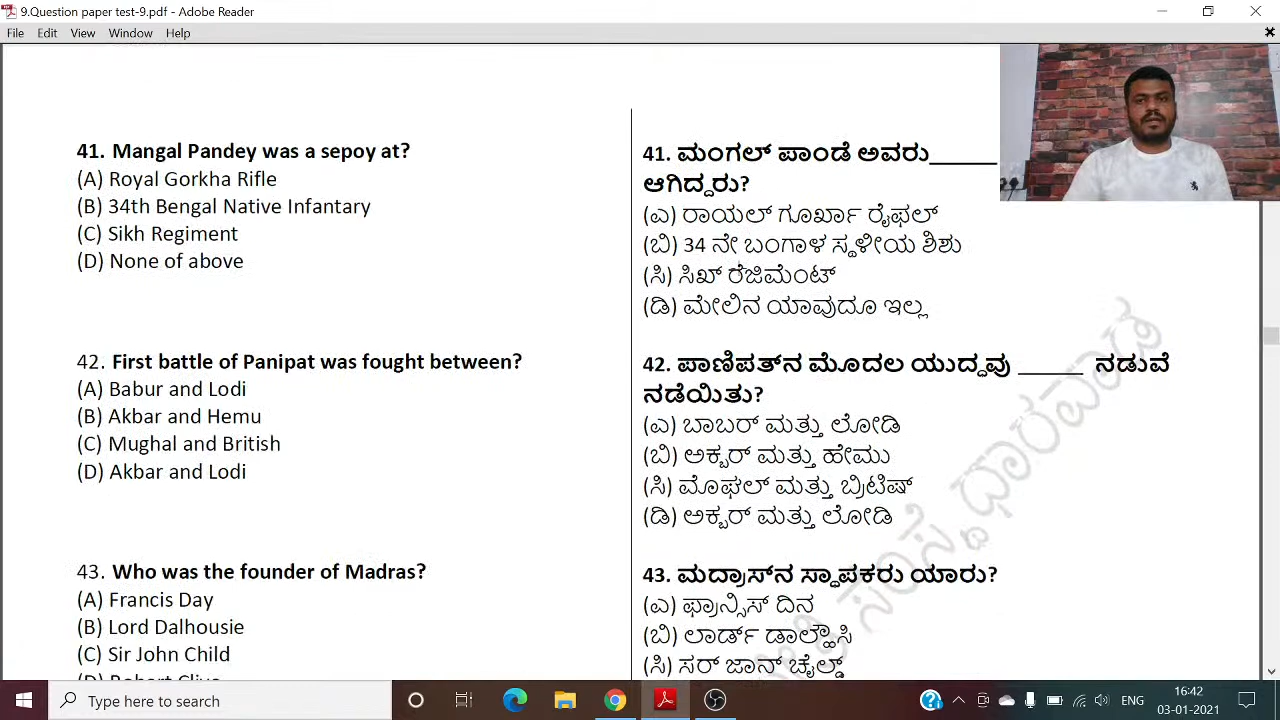 9.Question paper test-9.pdf - Adobe Reader
File Edit View Window Help
41. Mangal Pandey was a sepoy at?
(A) Royal Gorkha Rifle
(B) 34th Bengal Native Infantary
(C) Sikh Regiment
(D) None of above
42. First battle of Panipat was fought between?
(A) Babur and Lodi
(B) Akbar and Hemu
(C) Mughal and British
(D) Akbar and Lodi
43. Who was the founder of Madras?
(A) Francis Day
(B) Lord Dalhousie
(C) Sir John Child
(D) Robert Clive
41. ಮಂಗಲ್ ಪಾಂಡೆ ಅವರು______
ಆಗಿದ್ದರು?
(ಎ) ರಾಯಲ್ ಗೂರ್ಖಾ ರೈಫಲ್
(ಬಿ) 34 ನೇ ಬಂಗಾಳ ಸ್ಥಳೀಯ ಶಿಶು
(ಸಿ) ಸಿಖ್ ರೆಜಿಮೆಂಟ್
(ಡಿ) ಮೇಲಿನ ಯಾವುದೂ ಇಲ್ಲ
42. ಪಾಣಿಪತ್‌ನ ಮೊದಲ ಯುದ್ಧವು ______ ನಡುವೆ
ನಡೆಯಿತು?
(ಎ) ಬಾಬರ್ ಮತ್ತು ಲೋಡಿ
(ಬಿ) ಅಕ್ಬರ್ ಮತ್ತು ಹೇಮು
(ಸಿ) ಮೊಘಲ್ ಮತ್ತು ಬ್ರಿಟಿಷ್
(ಡಿ) ಅಕ್ಬರ್ ಮತ್ತು ಲೋಡಿ
43. ಮದ್ರಾಸ್‌ನ ಸ್ಥಾಪಕರು ಯಾರು?
(ಎ) ಫ್ರಾನ್ಸಿಸ್ ದಿನ
(ಬಿ) ಲಾರ್ಡ್ ಡಾಲ್ಹೌಸಿ
(ಸಿ) ಸರ್ ಜಾನ್ ಚೈಲ್ಡ್
ಸಂಸ್ಥೆ ಧಾರವಾಡ
Type here to search
ENG
16:42
03-01-2021